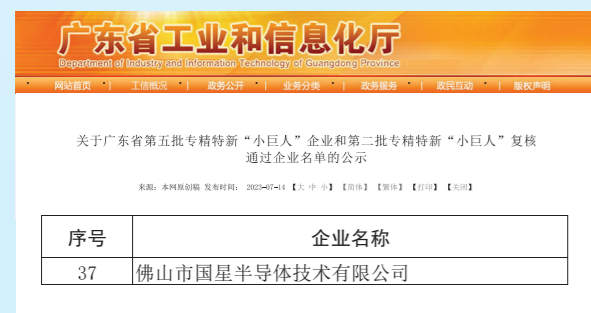 广东省工业和信息化厅
Department of Industry and Information Technology of Guangdong Province
网站首页 | 工信概况 | 政务公开 | 业务分类 | 政务服务 | 政民互动 | 版权声明
关于广东省第五批专精特新“小巨人”企业和第二批专精特新“小巨人”复核
通过企业名单的公示
来源：本网原创稿 发布时间： 2023-07-14 【大 中 小】 【简体】 【繁体】 【打印】 【关闭】
序号 企业名称
37 佛山市国星半导体技术有限公司